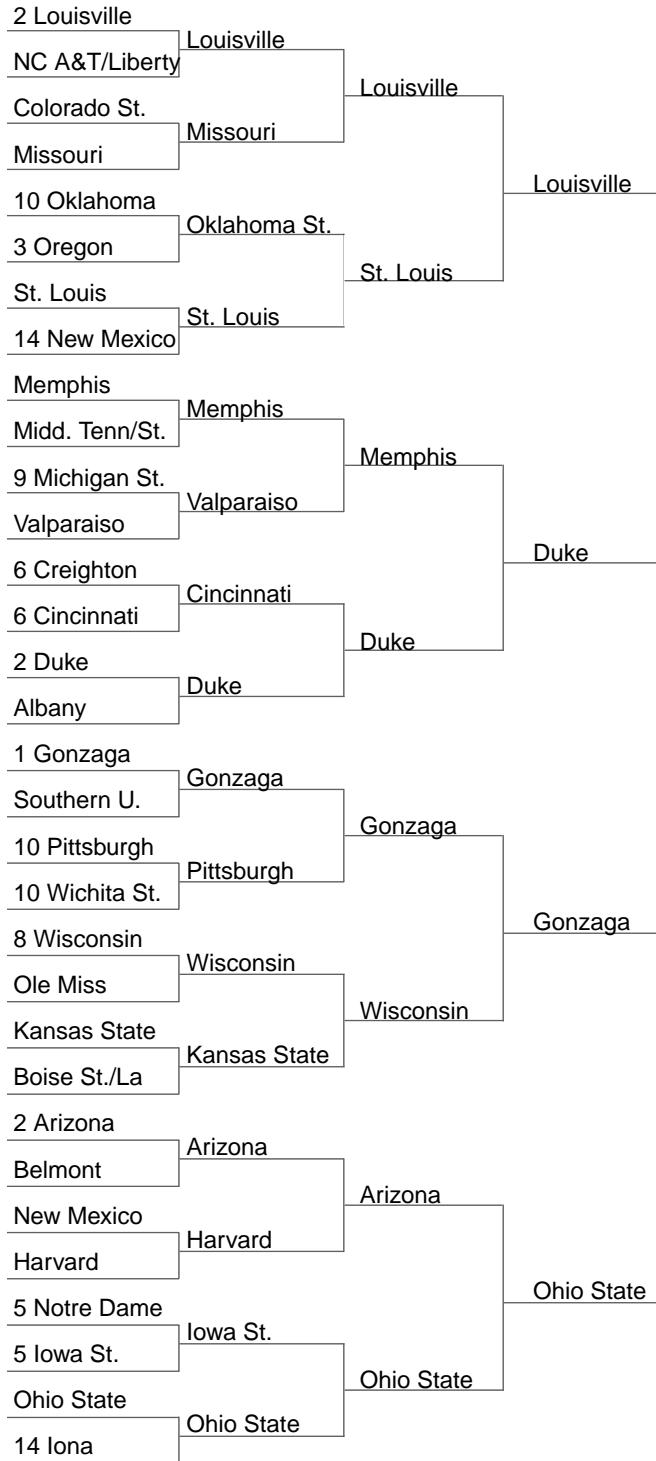 2 Louisville
NC A&T/Liberty
Colorado St.
Missouri
10 Oklahoma
3 Oregon
St. Louis
14 New Mexico
Memphis
Midd. Tenn/St.
9 Michigan St.
Valparaiso
6 Creighton
6 Cincinnati
2 Duke
Albany
1 Gonzaga
Southern U.
10 Pittsburgh
10 Wichita St.
8 Wisconsin
Ole Miss
Kansas State
Boise St./La
2 Arizona
Belmont
New Mexico
Harvard
5 Notre Dame
5 Iowa St.
Ohio State
14 Iona
Louisville
Missouri
Oklahoma St.
St. Louis
Memphis
Valparaiso
Cincinnati
Duke
Gonzaga
Pittsburgh
Wisconsin
Kansas State
Arizona
Harvard
Iowa St.
Ohio State
Louisville
St. Louis
Memphis
Duke
Gonzaga
Wisconsin
Arizona
Ohio State
Louisville
Duke
Gonzaga
Ohio State